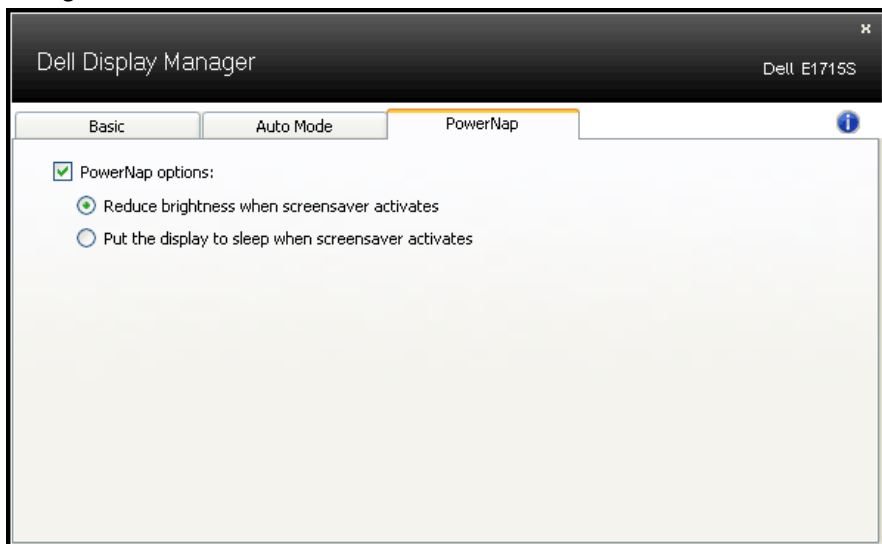 x
Dell Display Manager
Dell E1715S
Basic
Auto Mode
PowerNap
PowerNap options:
Reduce brightness when screensaver activates
Put the display to sleep when screensaver activates